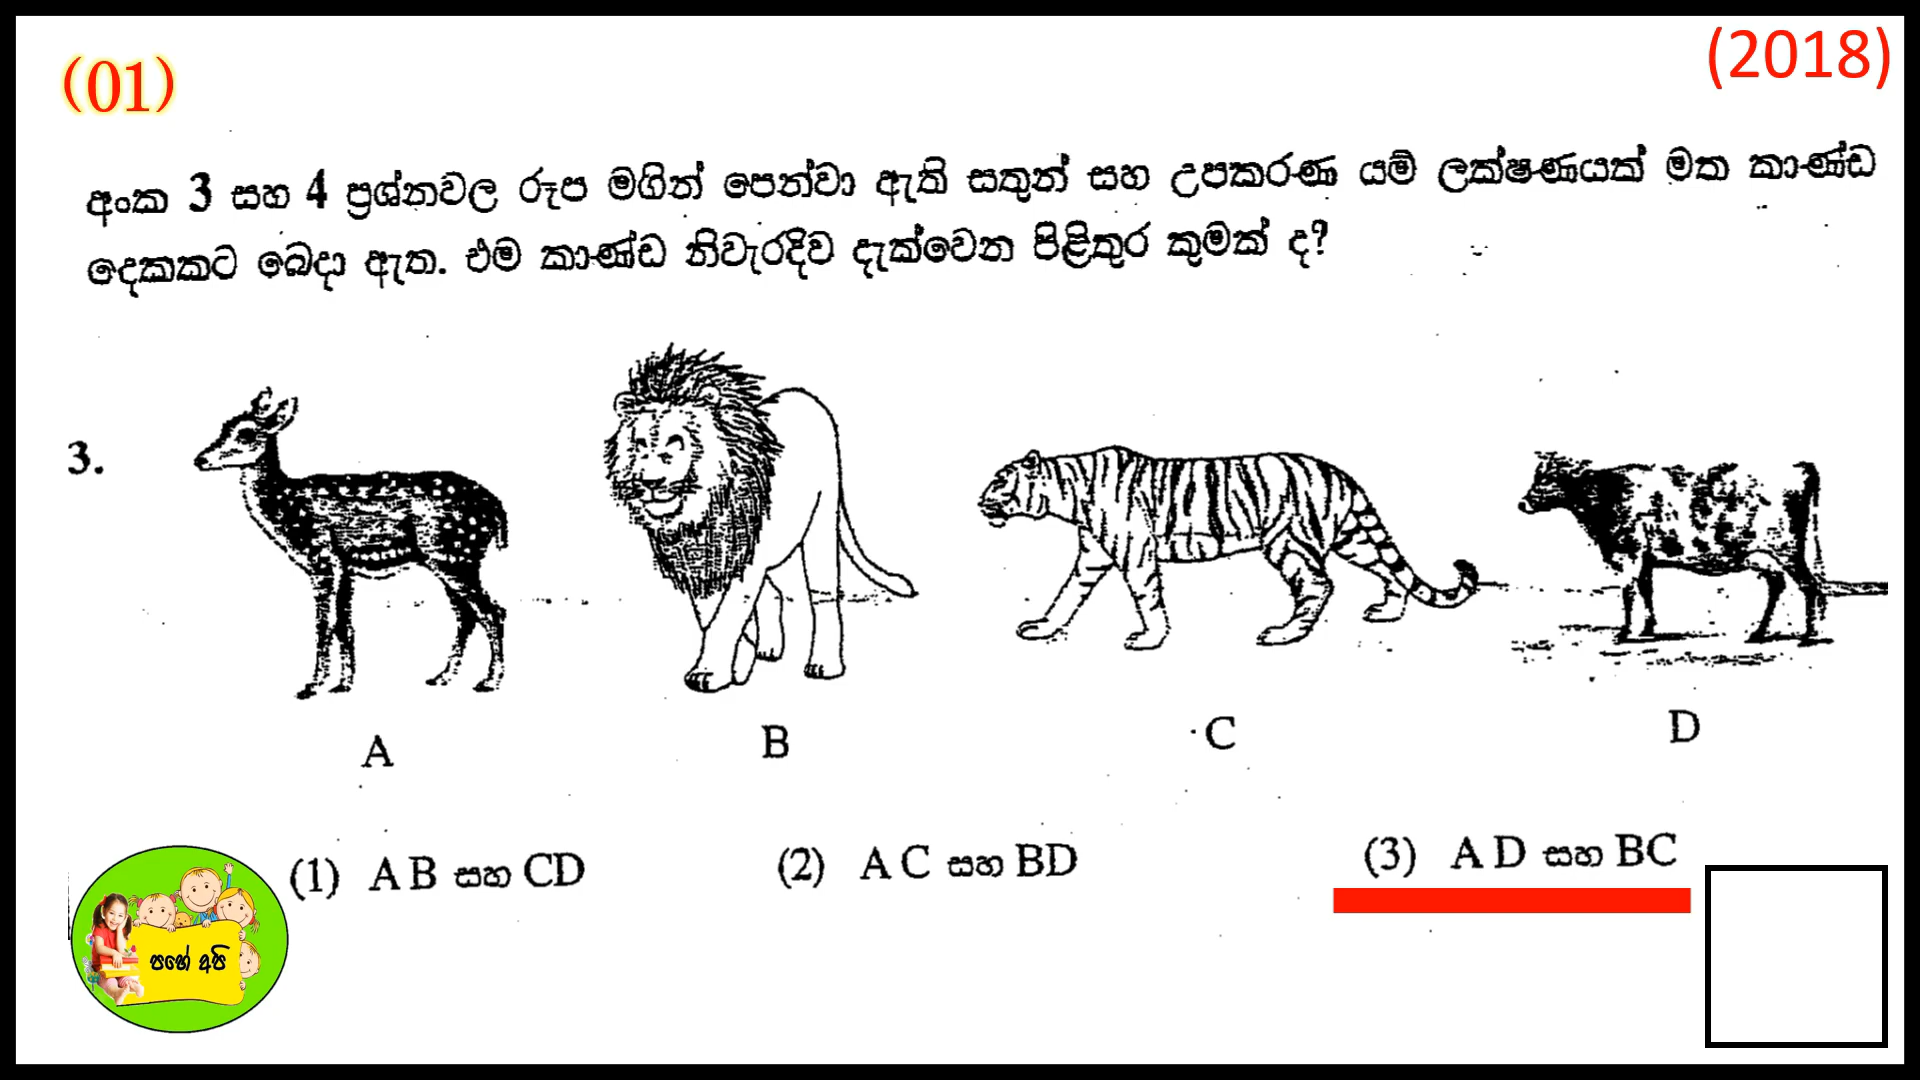 (01)
(2018)
අංක 3 සහ 4 ප්‍රශ්නවල රූප මගින් පෙන්වා ඇති සතුන් සහ උපකරණ යම් ලක්ෂණයක් මත කාණ්ඩ
දෙකකට බෙදා ඇත. එම කාණ්ඩ නිවැරදිව දැක්වෙන පිළිතුර කුමක් ද?
3.
A
B
C
D
(1) A B සහ CD
(2) A C සහ BD
(3) A D සහ BC
පහේ අපි